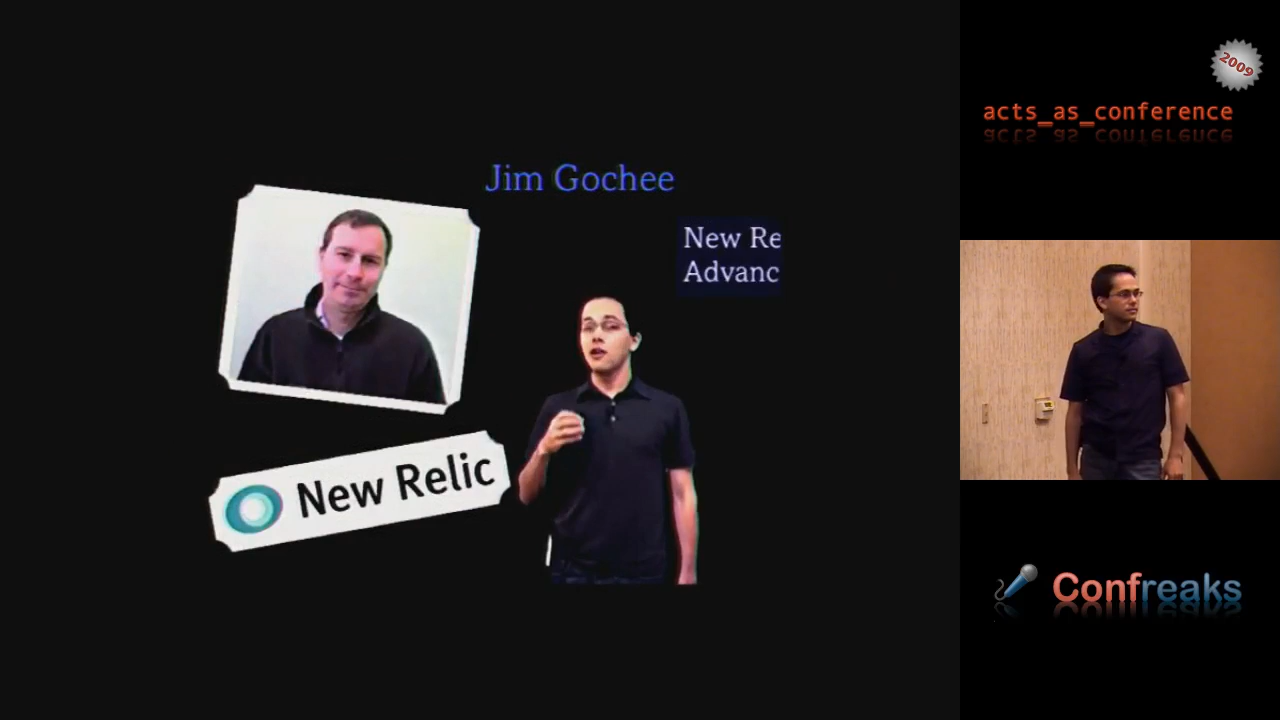 Jim Gochee
New Re
Advanc
New Relic
2009
acts_as_conference
Confreaks